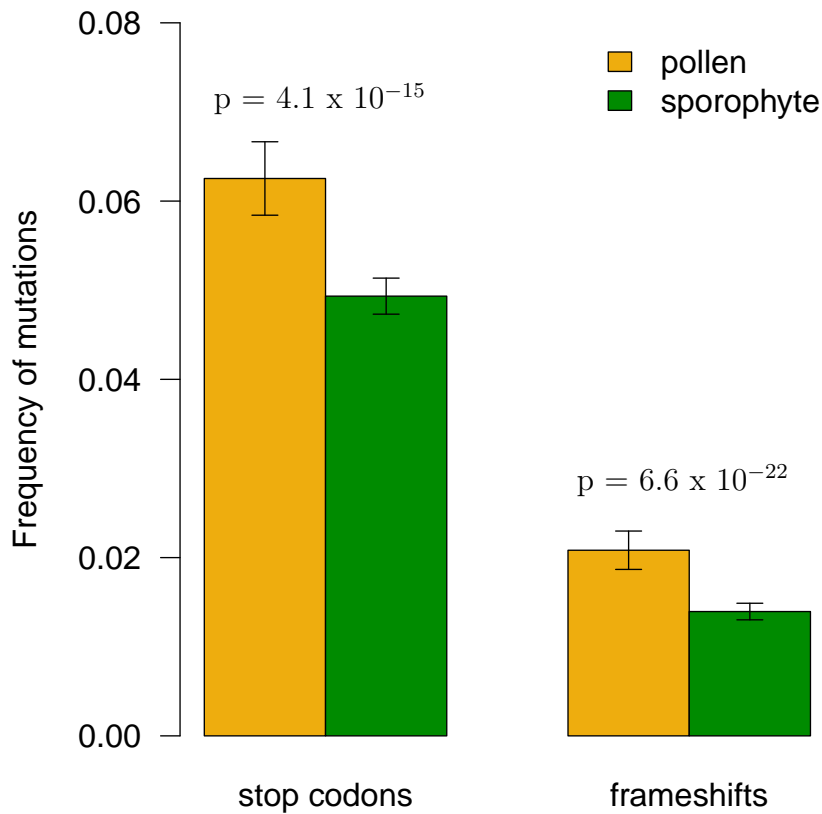 0.08
pollen
sporophyte
p = 4.1 x 10⁻¹⁵
0.06
Frequency of mutations
0.04
p = 6.6 x 10⁻²²
0.02
0.00
stop codons
frameshifts